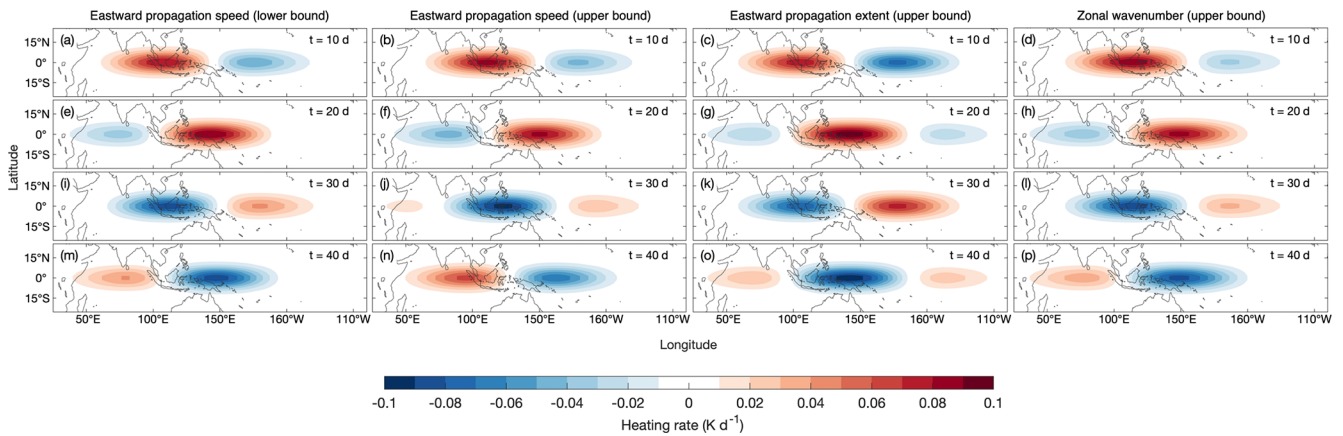 Eastward propagation speed (lower bound) Eastward propagation speed (upper bound) Eastward propagation extent (upper bound) Zonal wavenumber (upper bound)
15°N (a) t = 10 d (b) t = 10 d (c) t = 10 d (d) t = 10 d
0°
15°S
15°N (e) t = 20 d (f) t = 20 d (g) t = 20 d (h) t = 20 d
0°
15°S
Latitude
15°N (i) t = 30 d (j) t = 30 d (k) t = 30 d (l) t = 30 d
0°
15°S
15°N (m) t = 40 d (n) t = 40 d (o) t = 40 d (p) t = 40 d
0°
15°S
50°E 100°E 150°E 160°W 110°W 50°E 100°E 150°E 160°W 110°W 50°E 100°E 150°E 160°W 110°W 50°E 100°E 150°E 160°W 110°W
Longitude
-0.1 -0.08 -0.06 -0.04 -0.02 0 0.02 0.04 0.06 0.08 0.1
Heating rate (K d⁻¹)